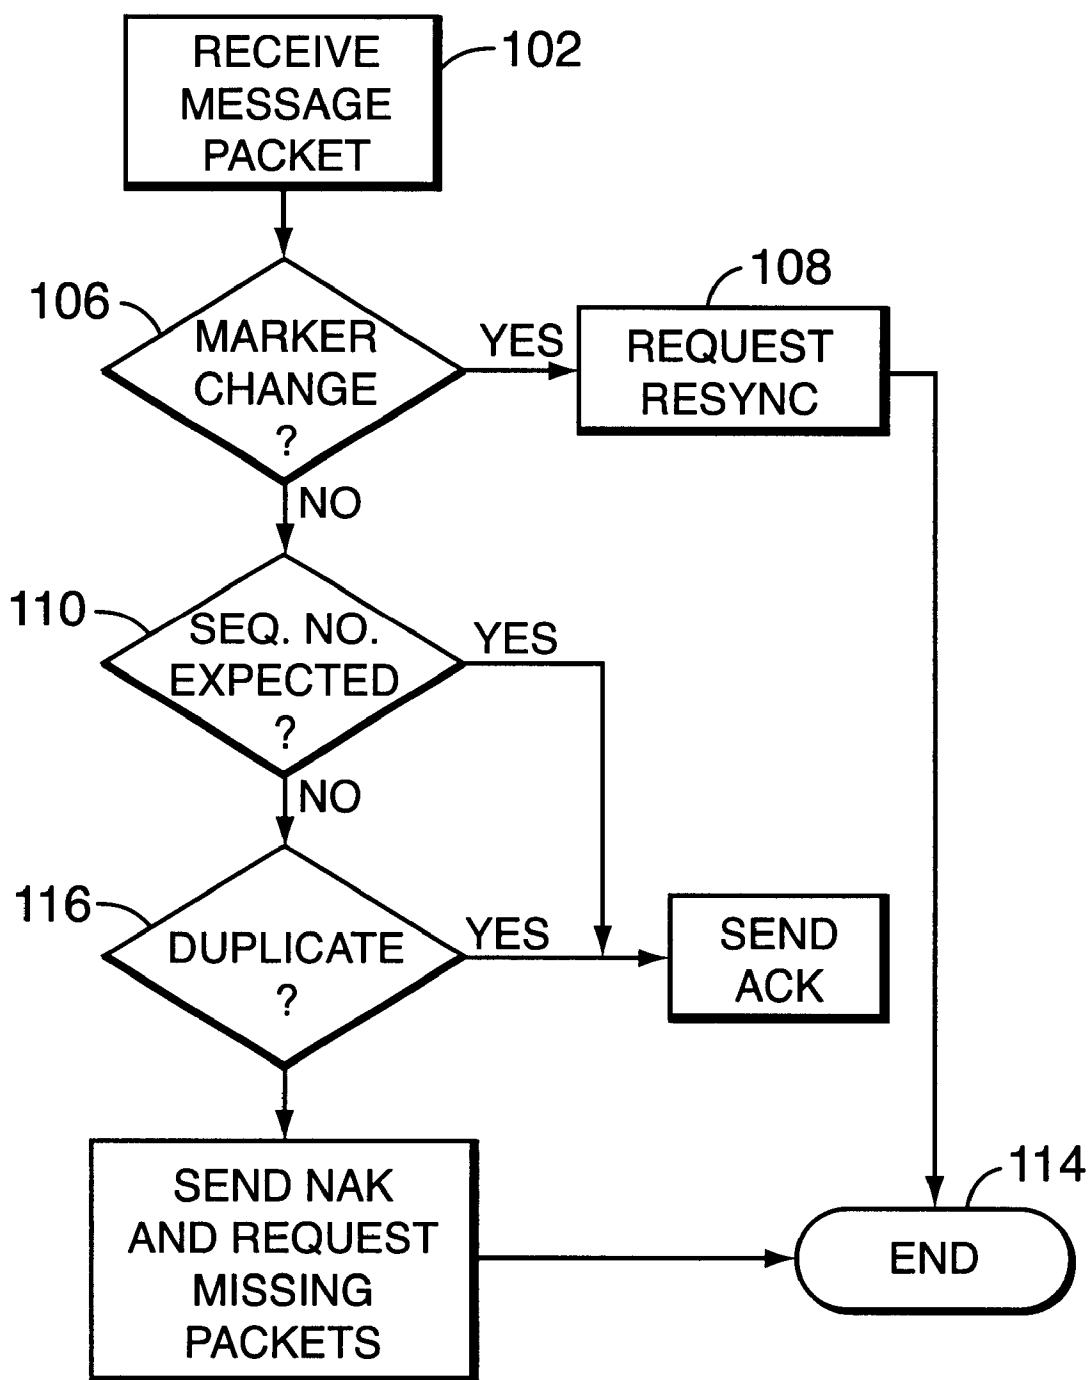 RECEIVE
MESSAGE
PACKET
102
106
MARKER
CHANGE
?
YES
108
REQUEST
RESYNC
NO
110
SEQ. NO.
EXPECTED
?
YES
NO
116
DUPLICATE
?
YES
SEND
ACK
SEND NAK
AND REQUEST
MISSING
PACKETS
114
END